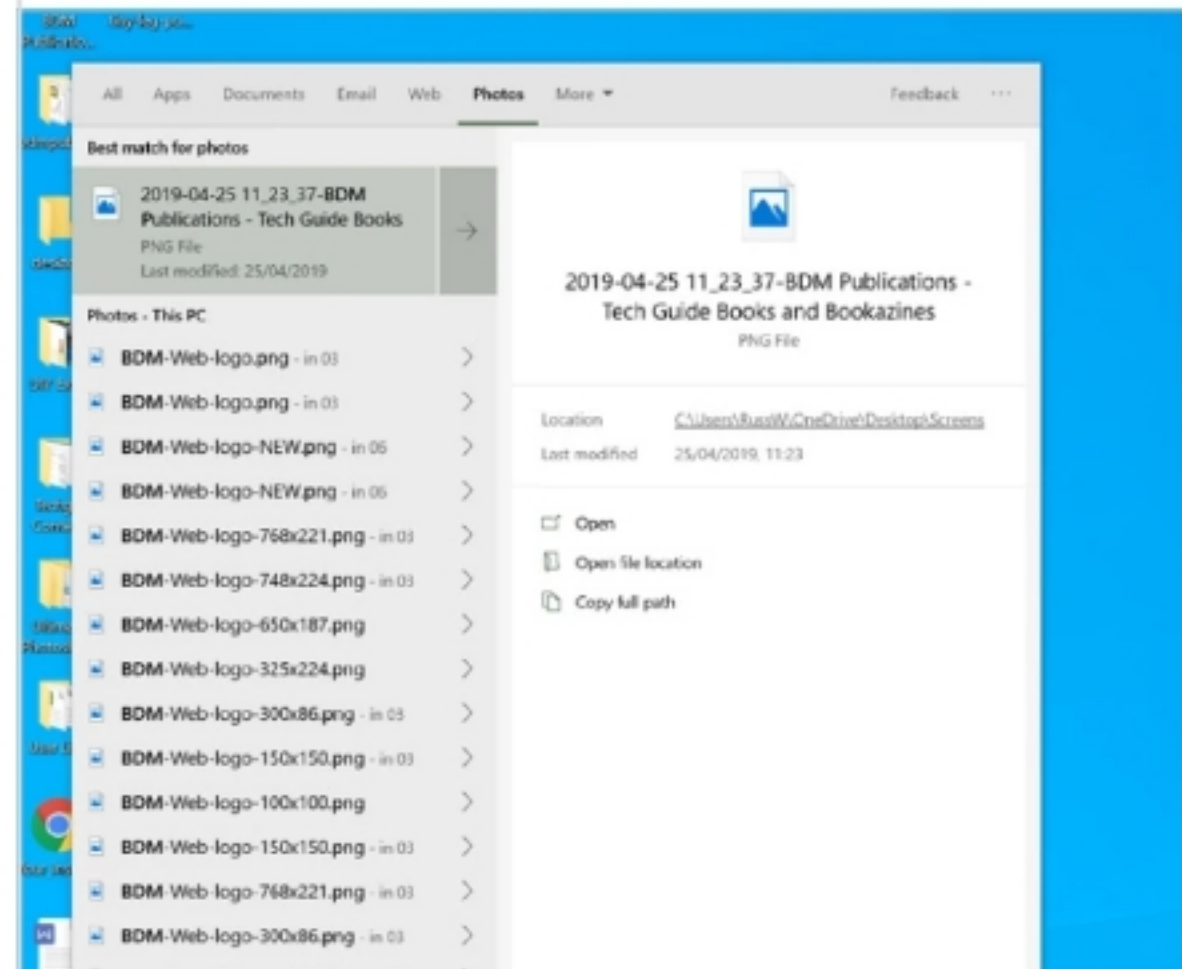 BDM
All Apps Documents Email Web Photos More Feedback ...
Best match for photos
2019-04-25 11_23_37-BDM
Publications - Tech Guide Books
PNG File
Last modified: 25/04/2019
Photos - This PC
BDM-Web-logo.png - in 03
BDM-Web-logo.png - in 03
BDM-Web-logo-NEW.png - in 06
BDM-Web-logo-NEW.png - in 06
BDM-Web-logo-768x221.png - in 03
BDM-Web-logo-748x224.png - in 03
BDM-Web-logo-650x187.png
BDM-Web-logo-325x224.png
BDM-Web-logo-300x86.png - in 03
BDM-Web-logo-150x150.png - in 03
BDM-Web-logo-100x100.png
BDM-Web-logo-150x150.png - in 03
BDM-Web-logo-768x221.png - in 03
BDM-Web-logo-300x86.png - in 03
2019-04-25 11_23_37-BDM Publications -
Tech Guide Books and Bookazines
PNG File
Location C:\Users\RussW\OneDrive\Desktop\Screens
Last modified 25/04/2019, 11:23
Open
Open file location
Copy full path